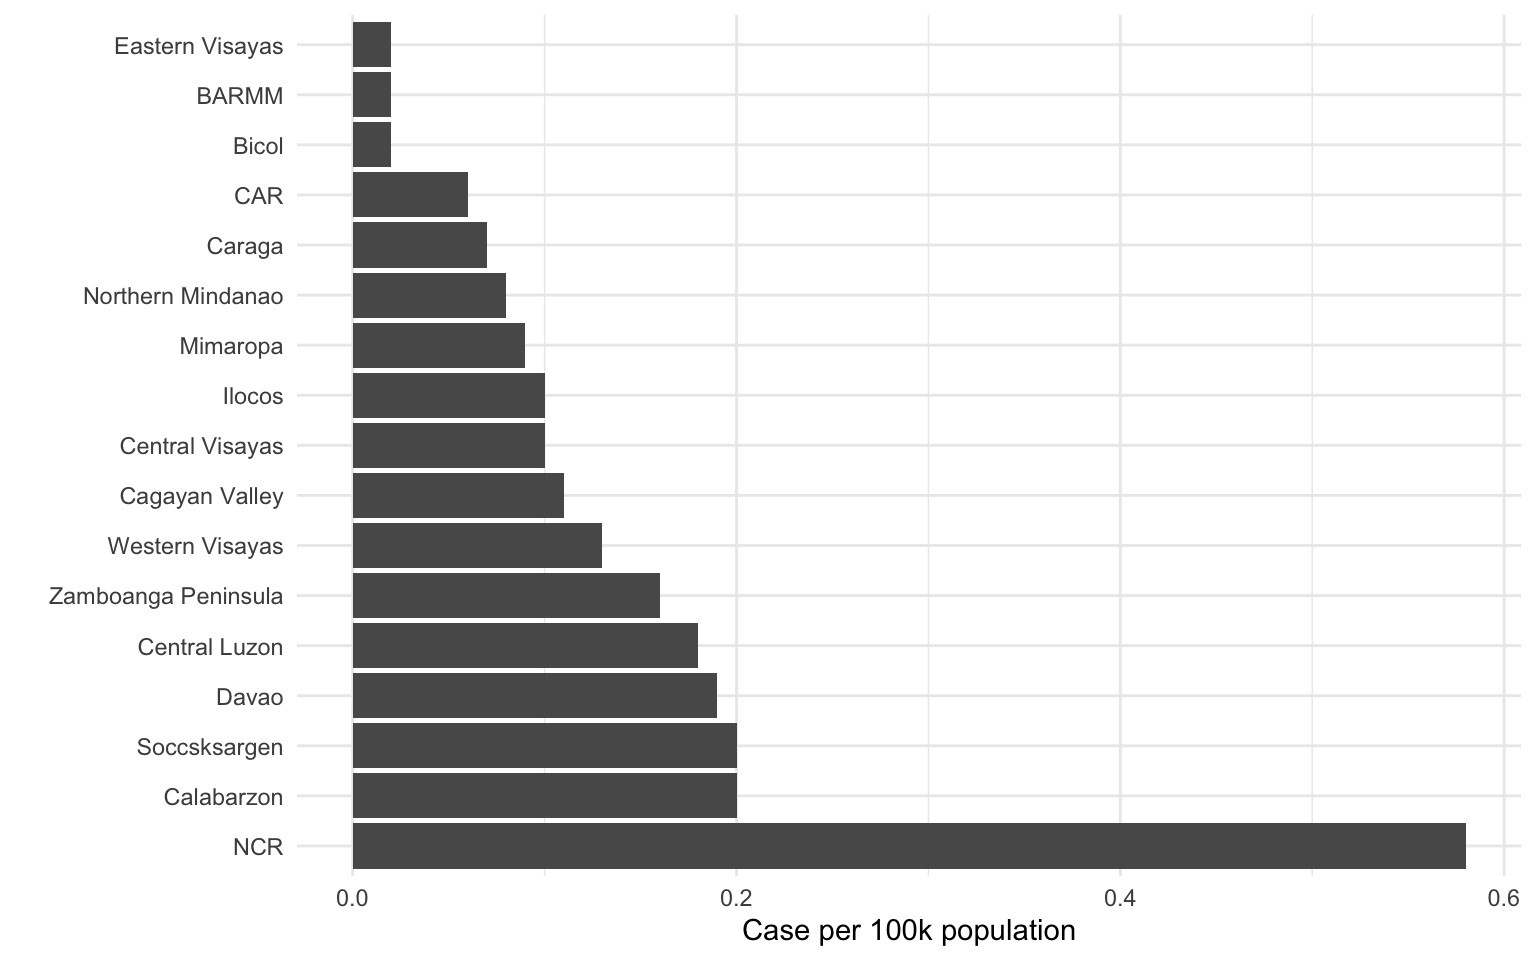 Eastern Visayas
BARMM
Bicol
CAR
Caraga
Northern Mindanao
Mimaropa
Ilocos
Central Visayas
Cagayan Valley
Western Visayas
Zamboanga Peninsula
Central Luzon
Davao
Soccsksargen
Calabarzon
NCR
0.0 0.2 0.4 0.6
Case per 100k population